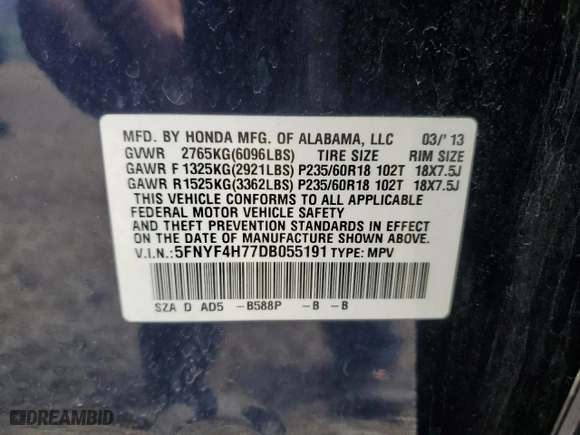 MFD. BY HONDA MFG. OF ALABAMA, LLC 03/'13
GVWR 2765KG(6096LBS) TIRE SIZE RIM SIZE
GAWR F 1325KG(2921LBS) P235/60R18 102T 18X7.5J
GAWR R 1525KG(3362LBS) P235/60R18 102T 18X7.5J
THIS VEHICLE CONFORMS TO ALL APPLICABLE
FEDERAL MOTOR VEHICLE SAFETY
AND THEFT PREVENTION STANDARDS IN EFFECT
ON THE DATE OF MANUFACTURE SHOWN ABOVE.
V.I.N.: 5FNYF4H77DB055191 TYPE: MPV
SZA D AD5 -B588P -B -B
DREAMBID